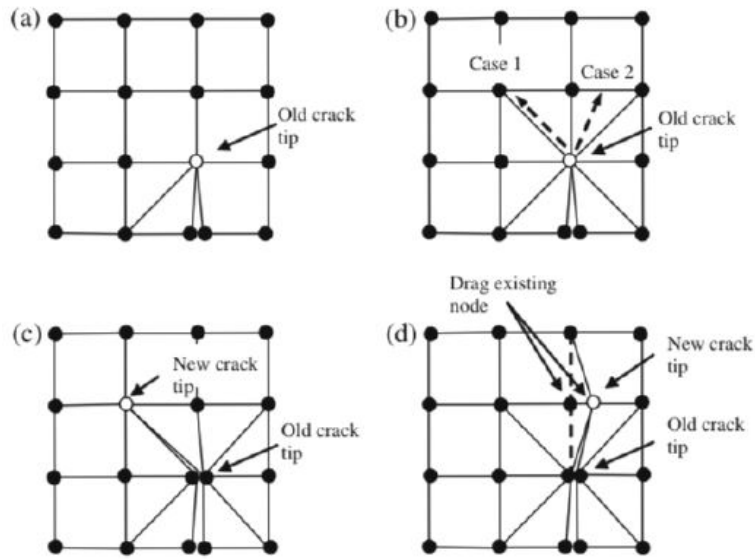 (a)
Old crack
tip
(b)
Case 1
Case 2
Old crack
tip
(c)
New crack
tip
Old crack
tip
Drag existing
node
(d)
New crack
tip
Old crack
tip